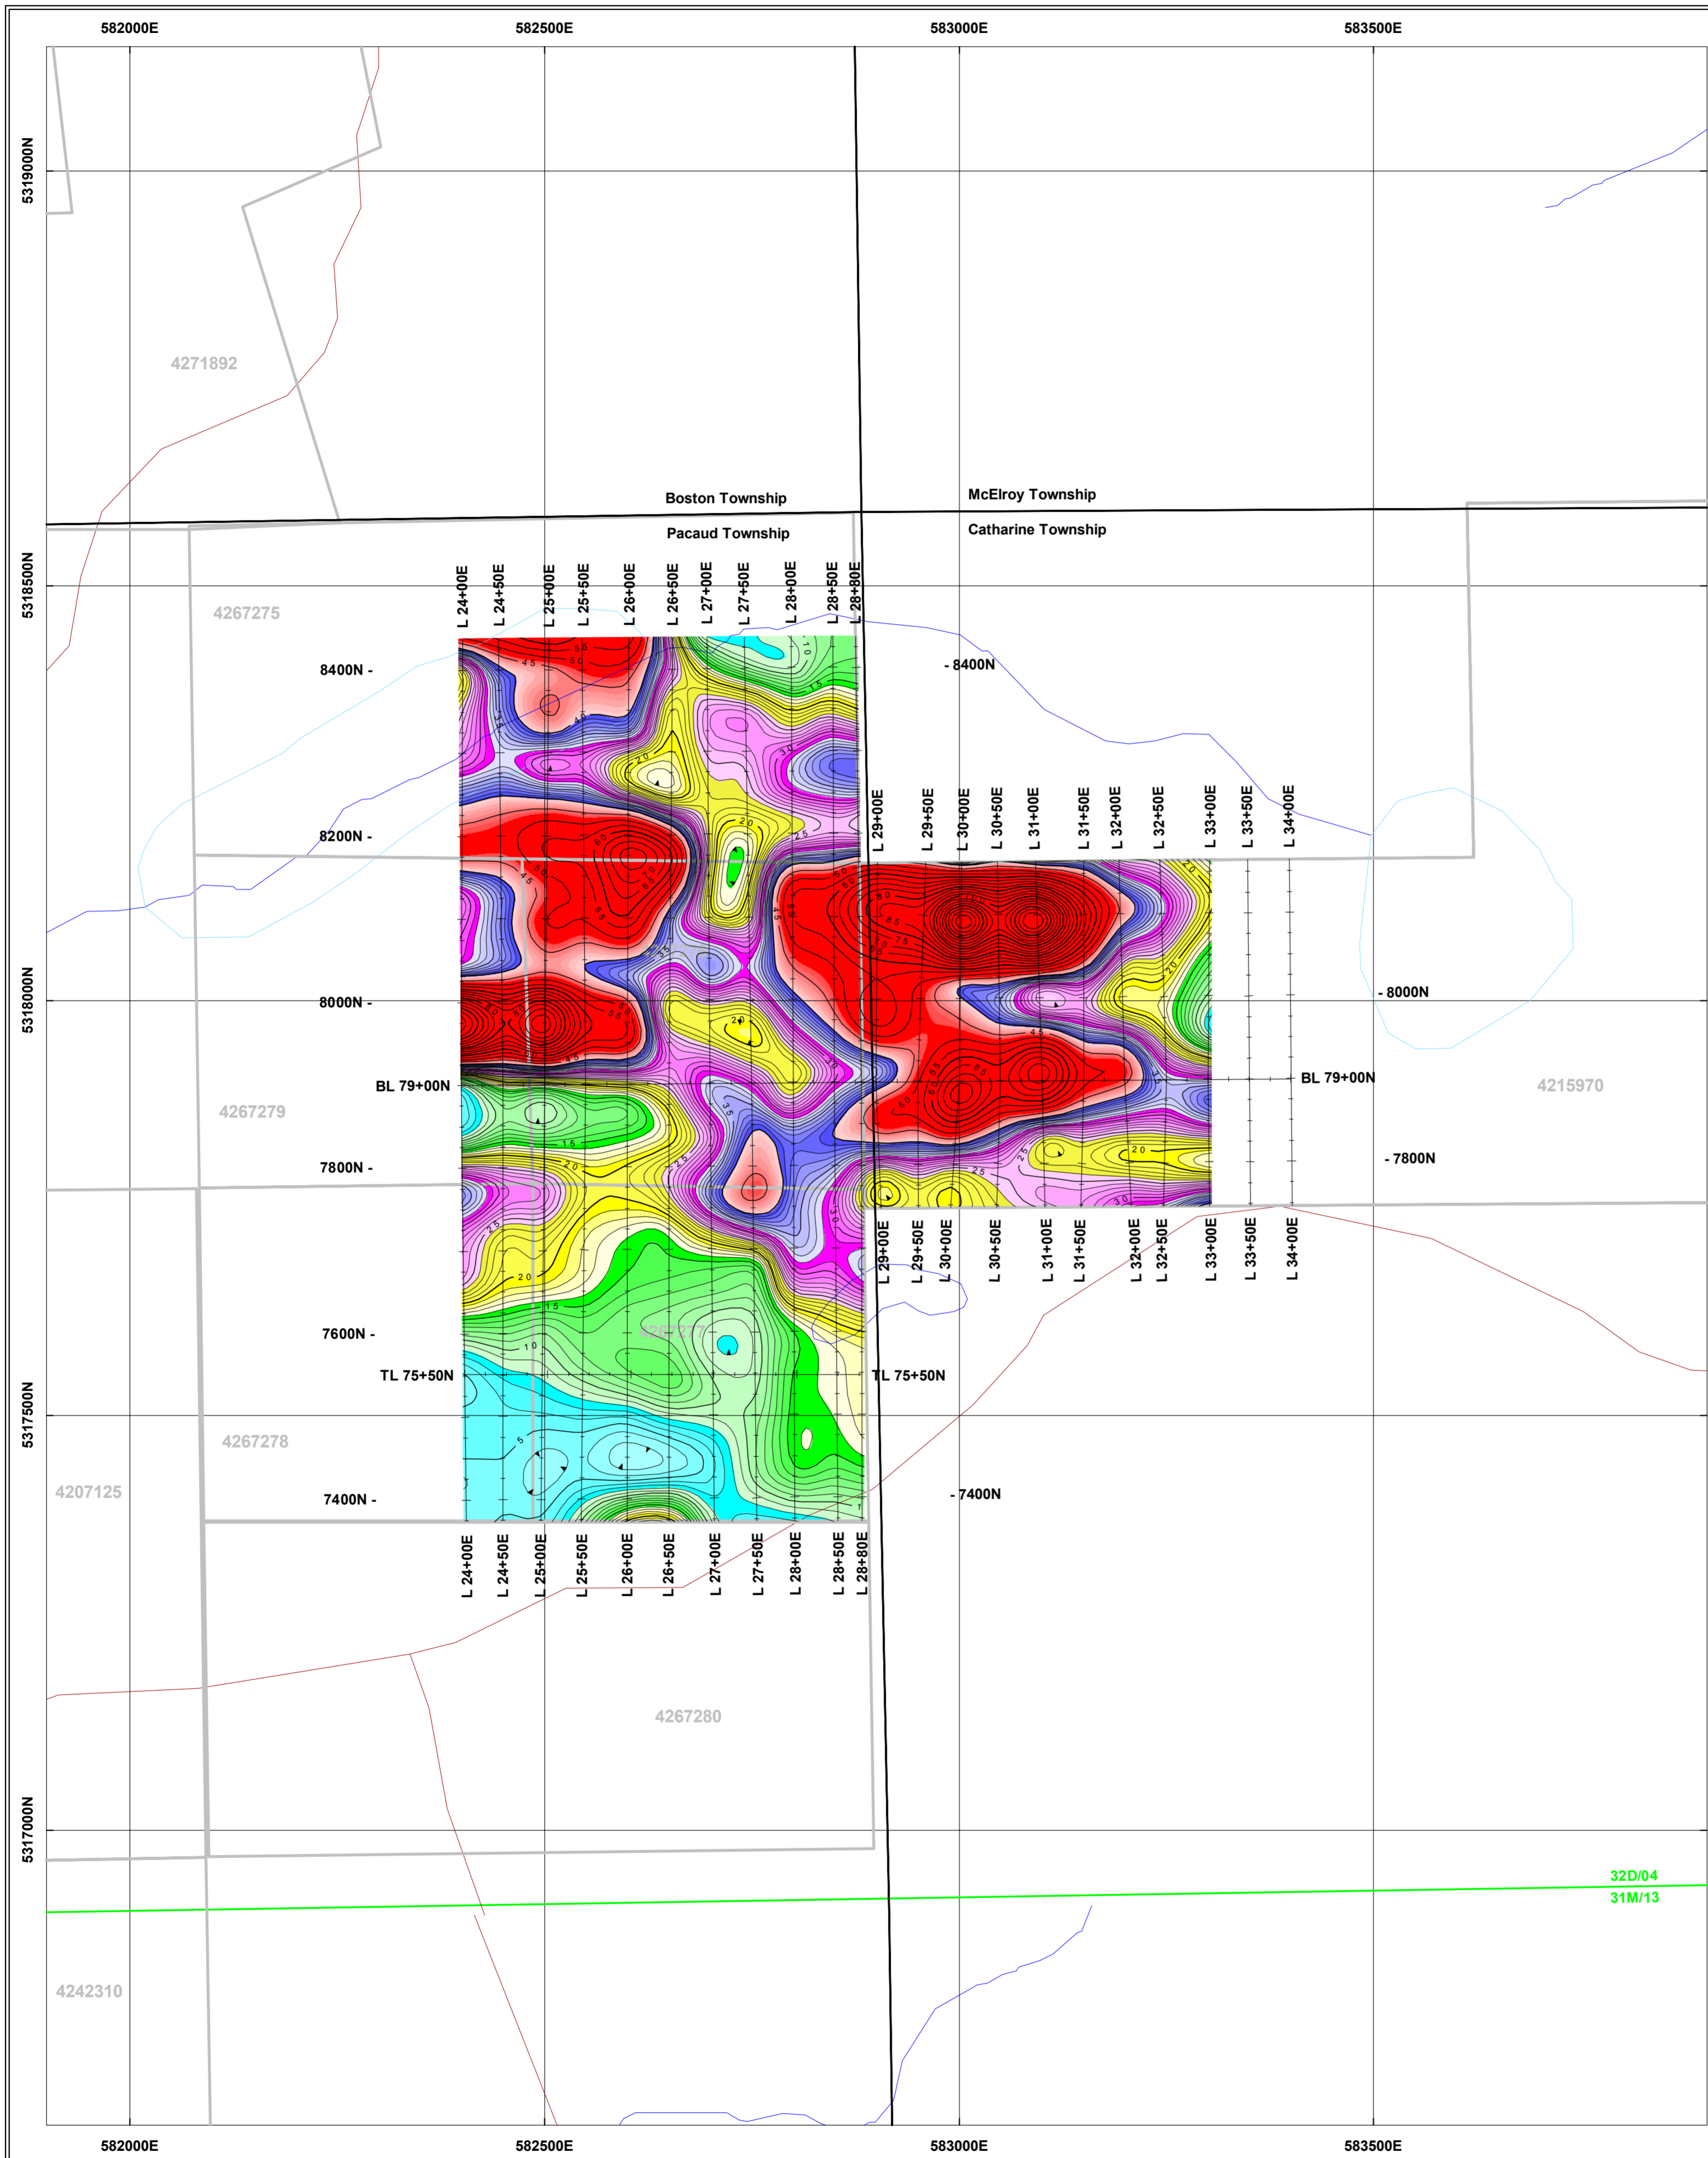 582000E 582500E 583000E 583500E
5319000N
4271892
Boston Township
McElroy Township
Pacaud Township
Catharine Township
5318500N
4267275
L 24+00E
L 24+50E
L 25+00E
L 25+50E
L 26+00E
L 26+50E
L 27+00E
L 27+50E
L 28+00E
L 28+50E
L 28+80E
8400N -
- 8400N
8200N -
L 29+00E
L 29+50E
L 30+00E
L 30+50E
L 31+00E
L 31+50E
L 32+00E
L 32+50E
L 33+00E
L 33+50E
L 34+00E
5318000N
8000N -
- 8000N
BL 79+00N
BL 79+00N
4267279
4215970
7800N -
- 7800N
L 29+00E
L 29+50E
L 30+00E
L 30+50E
L 31+00E
L 31+50E
L 32+00E
L 32+50E
L 33+00E
L 33+50E
L 34+00E
7600N -
4267277
TL 75+50N
TL 75+50N
5317500N
4267278
4207125
7400N -
- 7400N
L 24+00E
L 24+50E
L 25+00E
L 25+50E
L 26+00E
L 26+50E
L 27+00E
L 27+50E
L 28+00E
L 28+50E
L 28+80E
4267280
5317000N
32D/04
31M/13
4242310
582000E 582500E 583000E 583500E